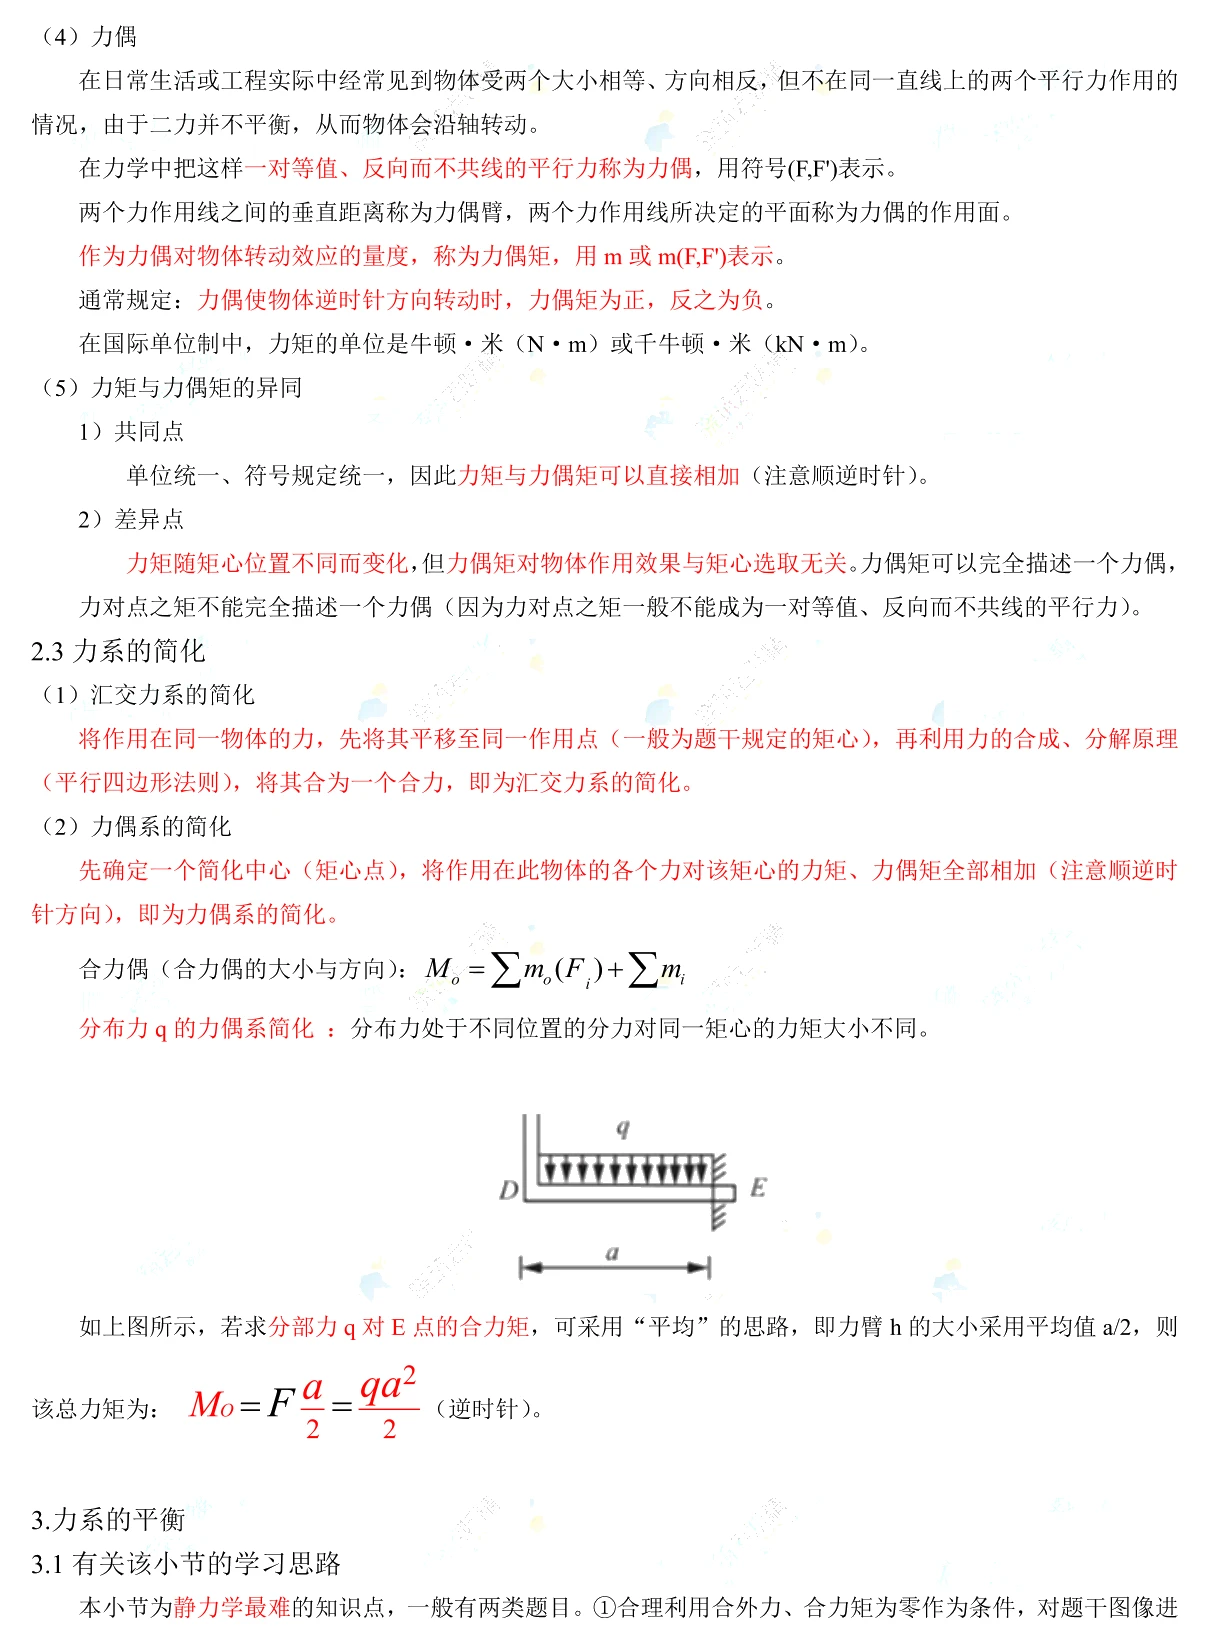 （4）力偶
在日常生活或工程实际中经常见到物体受两个大小相等、方向相反，但不在同一直线上的两个平行力作用的
情况，由于二力并不平衡，从而物体会沿轴转动。
在力学中把这样一对等值、反向而不共线的平行力称为力偶，用符号(F,F')表示。
两个力作用线之间的垂直距离称为力偶臂，两个力作用线所决定的平面称为力偶的作用面。
作为力偶对物体转动效应的量度，称为力偶矩，用 m 或 m(F,F')表示。
通常规定：力偶使物体逆时针方向转动时，力偶矩为正，反之为负。
在国际单位制中，力矩的单位是牛顿·米（N·m）或千牛顿·米（kN·m）。
（5）力矩与力偶矩的异同
1）共同点
单位统一、符号规定统一，因此力矩与力偶矩可以直接相加（注意顺逆时针）。
2）差异点
力矩随矩心位置不同而变化，但力偶矩对物体作用效果与矩心选取无关。力偶矩可以完全描述一个力偶，
力对点之矩不能完全描述一个力偶（因为力对点之矩一般不能成为一对等值、反向而不共线的平行力）。
2.3 力系的简化
（1）汇交力系的简化
将作用在同一物体的力，先将其平移至同一作用点（一般为题干规定的矩心），再利用力的合成、分解原理
（平行四边形法则），将其合为一个合力，即为汇交力系的简化。
（2）力偶系的简化
先确定一个简化中心（矩心点），将作用在此物体的各个力对该矩心的力矩、力偶矩全部相加（注意顺逆时
针方向），即为力偶系的简化。
合力偶（合力偶的大小与方向）：M_o = ∑m_o(F_i) + ∑m_i
分布力 q 的力偶系简化 ：分布力处于不同位置的分力对同一矩心的力矩大小不同。
q
D
E
a
如上图所示，若求分部力 q 对 E 点的合力矩，可采用“平均”的思路，即力臂 h 的大小采用平均值 a/2，则
该总力矩为： M_O = F a/2 = qa²/2 （逆时针）。
3.力系的平衡
3.1 有关该小节的学习思路
本小节为静力学最难的知识点，一般有两类题目。①合理利用合外力、合力矩为零作为条件，对题干图像进